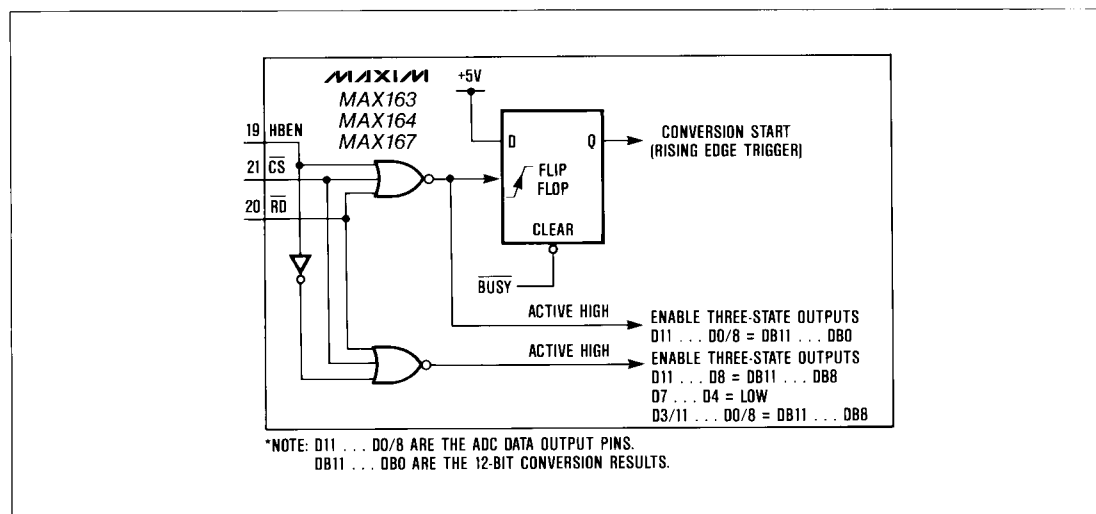 MAXIM
MAX163
MAX164
MAX167
+5V
19 HBEN
21 C̅S̅
20 R̅D̅
D Q
FLIP
FLOP
CLEAR
B̅U̅S̅Y̅
CONVERSION START
(RISING EDGE TRIGGER)
ACTIVE HIGH
ENABLE THREE-STATE OUTPUTS
D11 . . . D0/8 = DB11 . . . DB0
ACTIVE HIGH
ENABLE THREE-STATE OUTPUTS
D11 . . . D8 = DB11 . . . DB8
D7 . . . D4 = LOW
D3/11 . . . D0/8 = DB11 . . . DB8
*NOTE: D11 . . . D0/8 ARE THE ADC DATA OUTPUT PINS.
DB11 . . . DB0 ARE THE 12-BIT CONVERSION RESULTS.